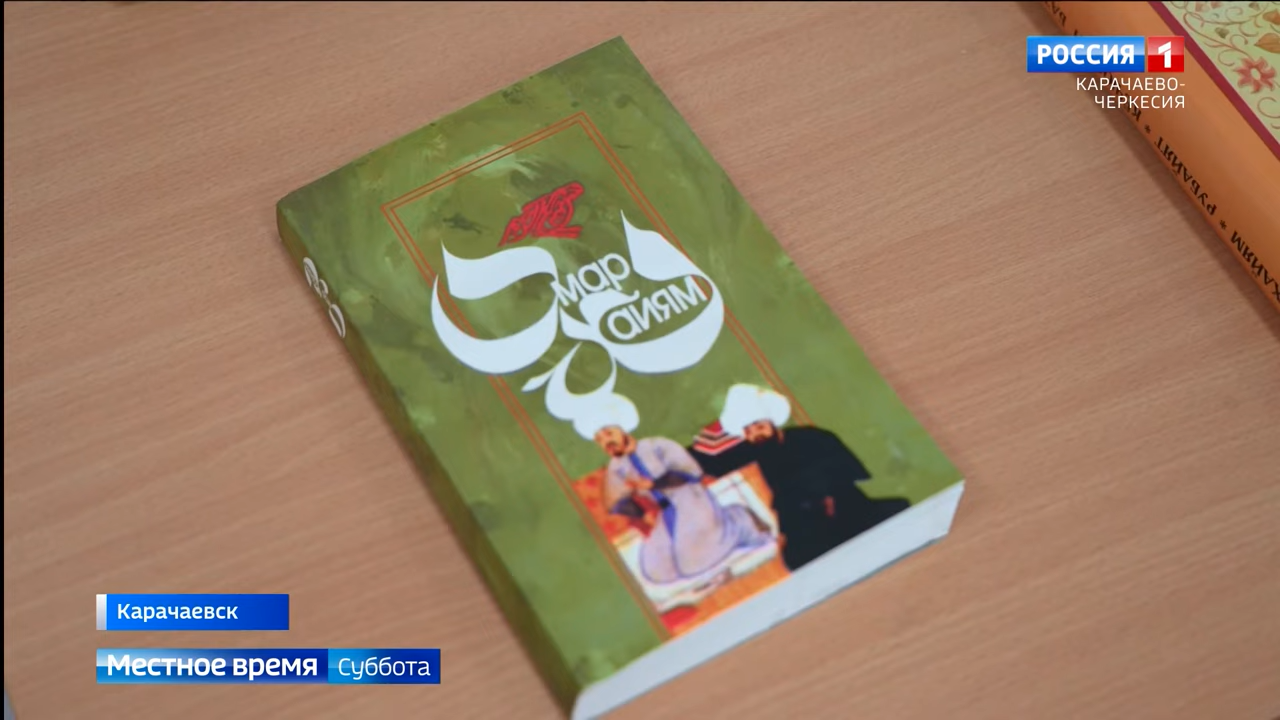 РОССИЯ 1
КАРАЧАЕВО-
ЧЕРКЕСИЯ
Омар
Хайям
ХАЙЯМ * РУБАЙЯТ *
Карачаевск
Местное время Суббота